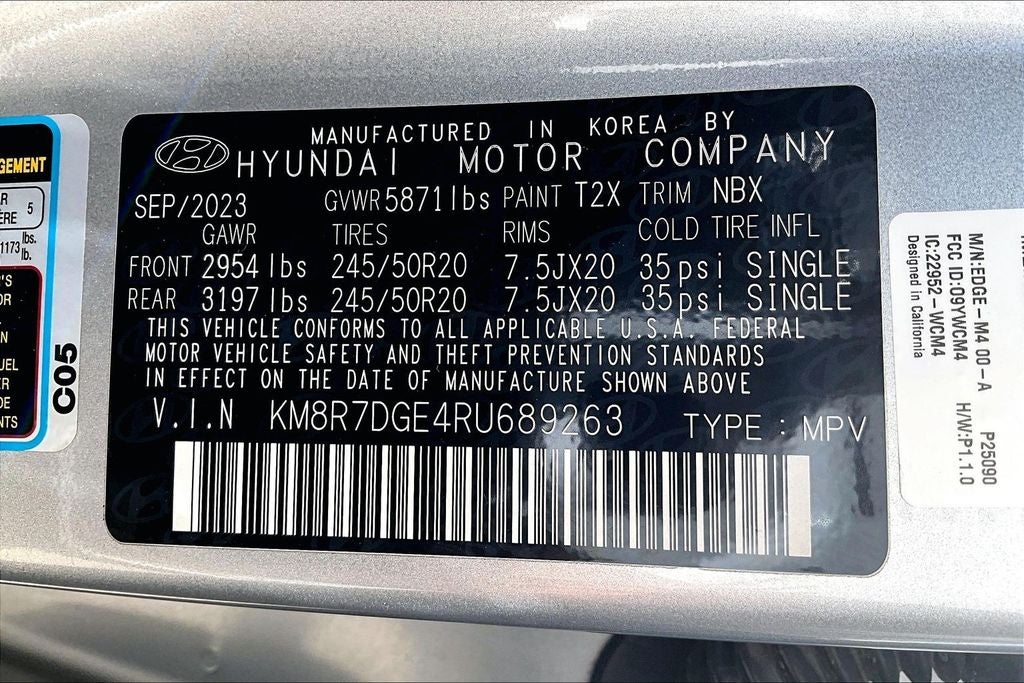 MANUFACTURED IN KOREA BY
HYUNDAI MOTOR COMPANY
SEP/2023 GVWR 5871lbs PAINT T2X TRIM NBX
GAWR TIRES RIMS COLD TIRE INFL
FRONT 2954 lbs 245/50R20 7.5JX20 35psi SINGLE
REAR 3197 lbs 245/50R20 7.5JX20 35psi SINGLE
THIS VEHICLE CONFORMS TO ALL APPLICABLE U.S.A. FEDERAL
MOTOR VEHICLE SAFETY AND THEFT PREVENTION STANDARDS
IN EFFECT ON THE DATE OF MANUFACTURE SHOWN ABOVE
V.I.N KM8R7DGE4RU689263 TYPE : MPV
5
1173 lbs.
lb.
C05
M/N:EDGE-M4 00-A P25090
FCC ID:O9YWCM4 H/W:P1.1.0
IC:22952-WCM4
Designed in California